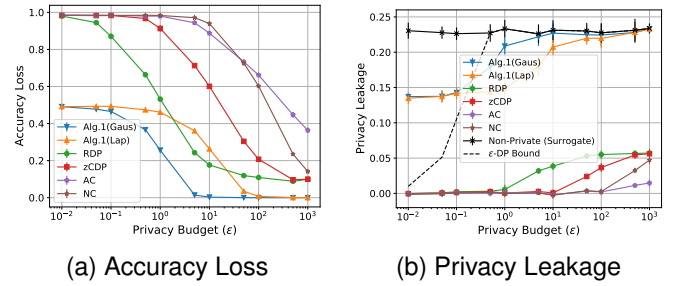 1.0
0.8
0.6
0.4
0.2
0.0
Accuracy Loss
Alg.1(Gaus)
Alg.1(Lap)
RDP
zCDP
AC
NC
10⁻² 10⁻¹ 10⁰ 10¹ 10² 10³
Privacy Budget (ε)
(a) Accuracy Loss
0.25
0.20
0.15
0.10
0.05
0.00
Privacy Leakage
Alg.1(Gaus)
Alg.1(Lap)
RDP
zCDP
AC
NC
Non-Private (Surrogate)
ε-DP Bound
10⁻² 10⁻¹ 10⁰ 10¹ 10² 10³
Privacy Budget (ε)
(b) Privacy Leakage